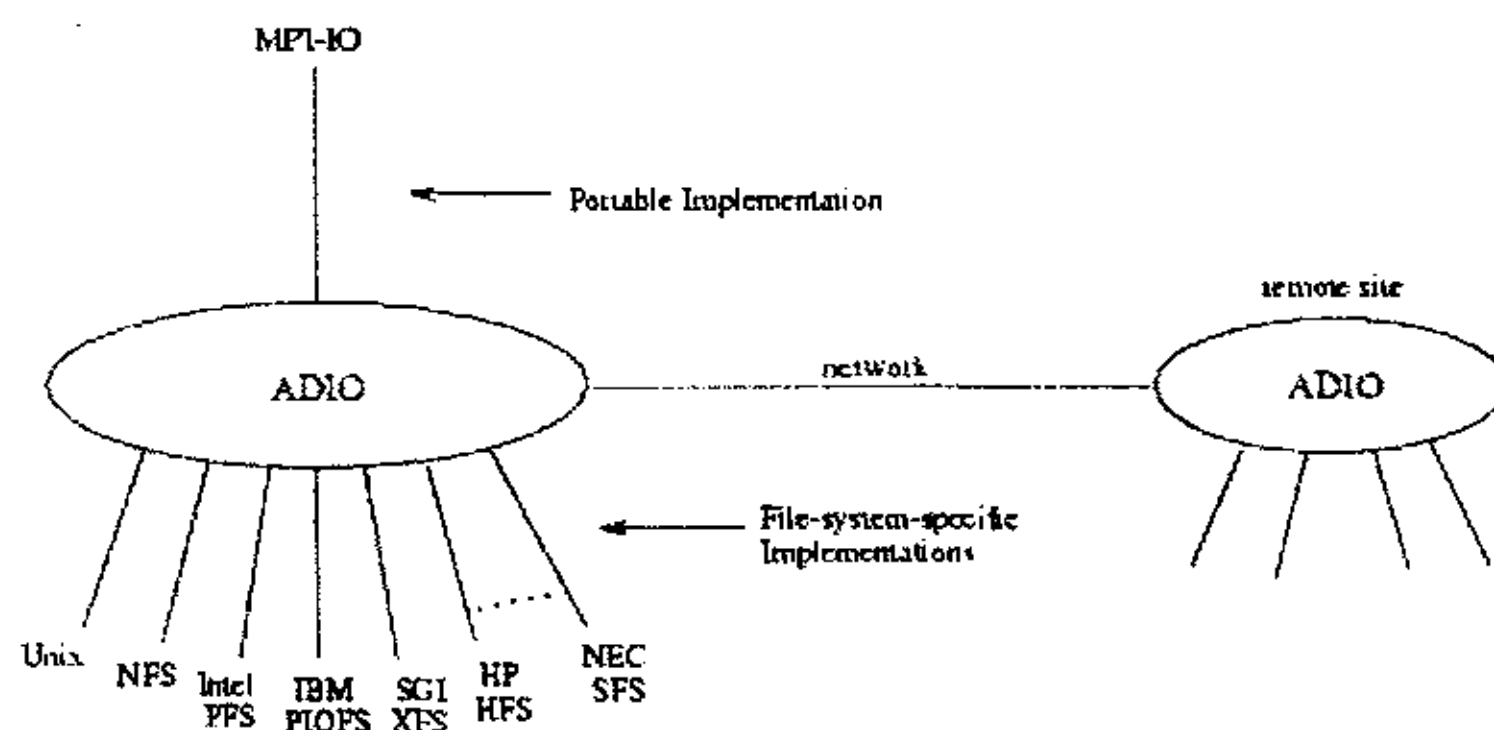 MPI-IO
Portable Implementation
remote site
ADIO
network
ADIO
File-system-specific
Implementations
Unix
NFS
Intel
PFS
IBM
PIOFS
SGI
XFS
HP
HFS
NEC
SFS